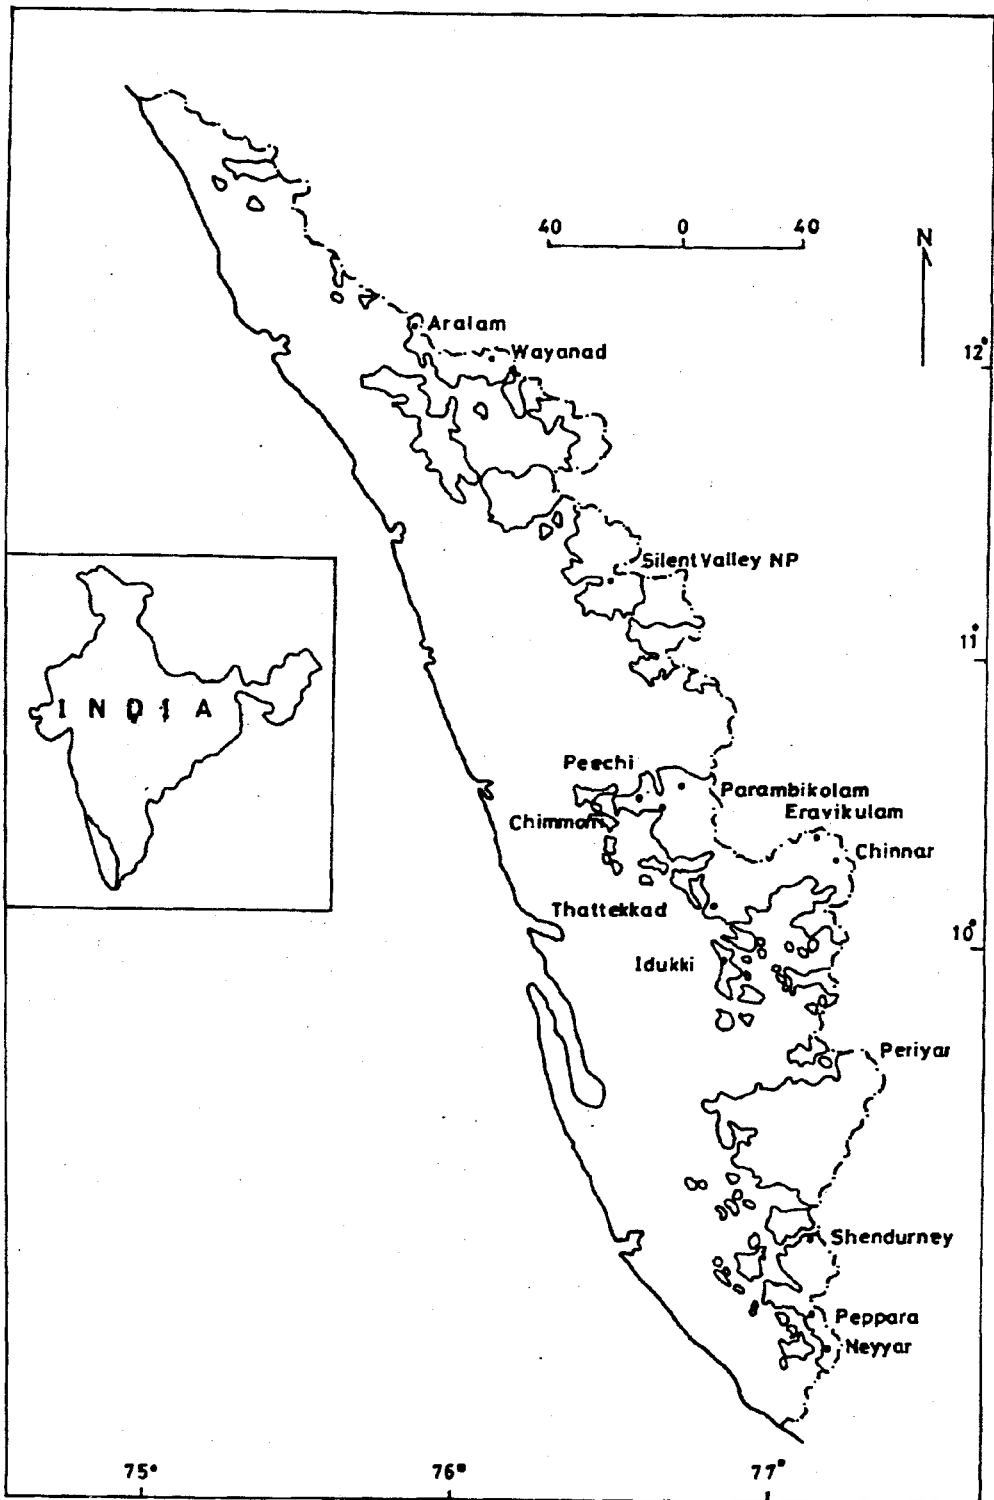 40 0 40
N
Aralam
12°
Wayanad
Silent Valley NP
11°
INDIA
Peechi
Parambikolam
Eravikulam
Chimmoni
Chinnar
Thattekkad
10°
Idukki
Periyar
Shendurney
Peppara
Neyyar
75° 76° 77°